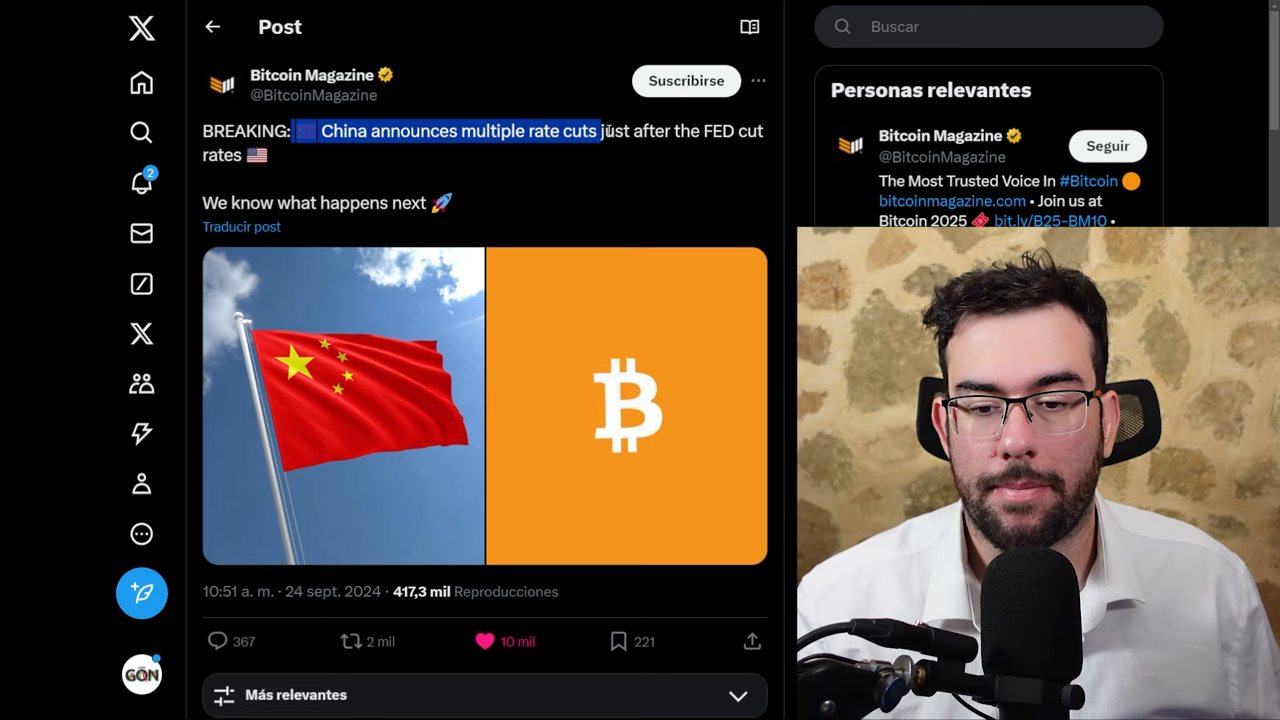 Post
Buscar
Bitcoin Magazine
@BitcoinMagazine
Suscribirse
BREAKING: 🇨🇳 China announces multiple rate cuts just after the FED cut
rates 🇺🇸
We know what happens next 🚀
Traducir post
10:51 a. m. · 24 sept. 2024 · 417,3 mil Reproducciones
367
2 mil
10 mil
221
Más relevantes
2
GON
Personas relevantes
Bitcoin Magazine
@BitcoinMagazine
Seguir
The Most Trusted Voice In #Bitcoin 🟠
bitcoinmagazine.com • Join us at
Bitcoin 2025 🎟️ bit.ly/B25-BM10 •